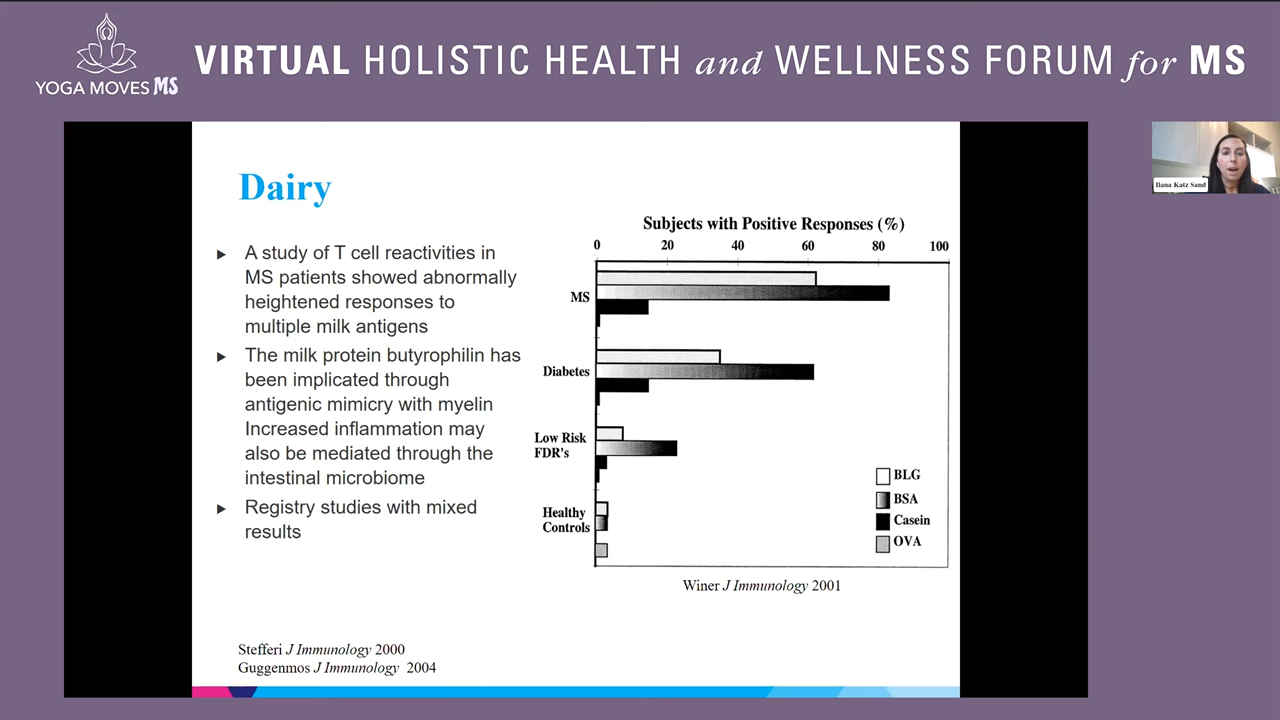 YOGA MOVES MS
VIRTUAL HOLISTIC HEALTH and WELLNESS FORUM for MS
Ilana Katz Sand
Dairy
A study of T cell reactivities in
MS patients showed abnormally
heightened responses to
multiple milk antigens
The milk protein butyrophilin has
been implicated through
antigenic mimicry with myelin
Increased inflammation may
also be mediated through the
intestinal microbiome
Registry studies with mixed
results
Subjects with Positive Responses (%)
0 20 40 60 80 100
MS
Diabetes
Low Risk
FDR's
Healthy
Controls
BLG
BSA
Casein
OVA
Winer J Immunology 2001
Stefferi J Immunology 2000
Guggenmos J Immunology 2004